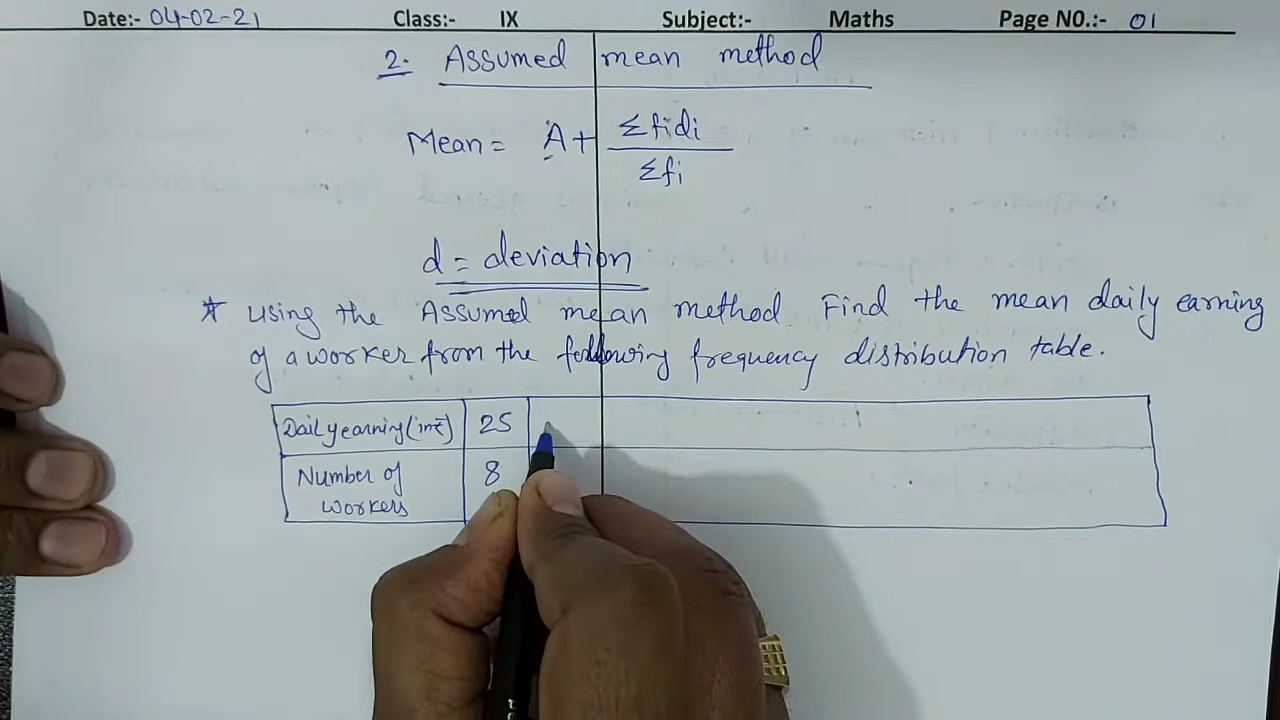 Date:- 04-02-21 Class:- IX Subject:- Maths Page NO.:- 01
2. Assumed mean method
Mean = A + Σfidi
Σfi
d = deviation
* Using the Assumed mean method. Find the mean daily earning
of a worker from the following frequency distribution table.
Daily earning (in ₹) 25
Number of workers 8